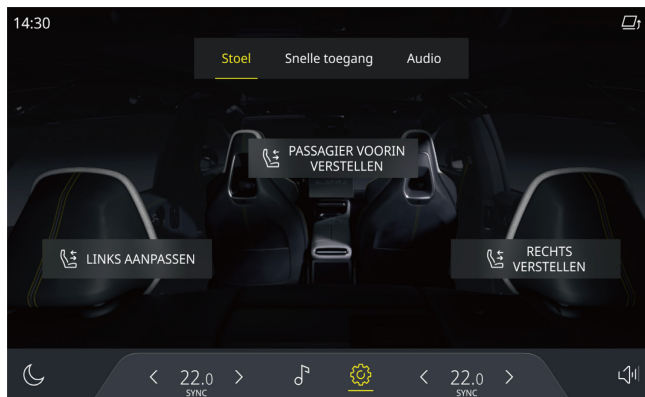 14:30
Stoel Snelle toegang Audio
PASSAGIER VOORIN
VERSTELLEN
LINKS AANPASSEN
RECHTS
VERSTELLEN
22.0 22.0
SYNC SYNC